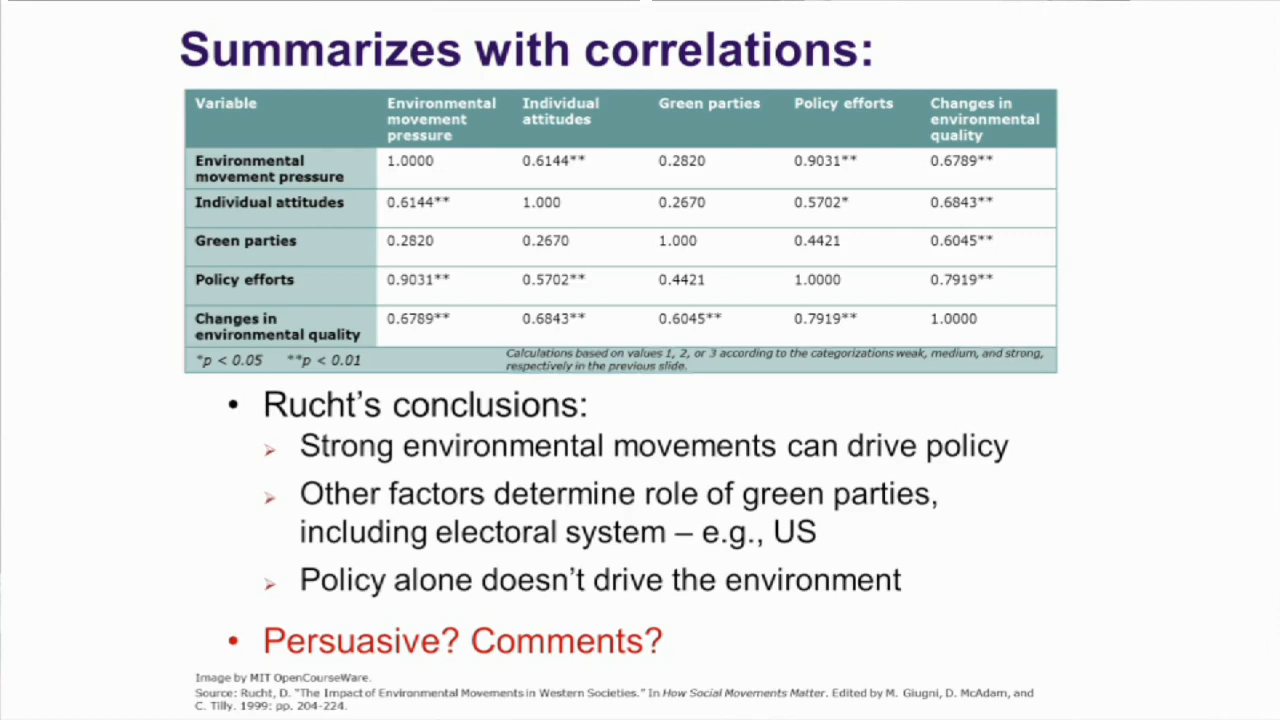 Summarizes with correlations:
Variable Environmental movement pressure Individual attitudes Green parties Policy efforts Changes in environmental quality
Environmental movement pressure 1.0000 0.6144** 0.2820 0.9031** 0.6789**
Individual attitudes 0.6144** 1.000 0.2670 0.5702* 0.6843**
Green parties 0.2820 0.2670 1.000 0.4421 0.6045**
Policy efforts 0.9031** 0.5702** 0.4421 1.0000 0.7919**
Changes in environmental quality 0.6789** 0.6843** 0.6045** 0.7919** 1.0000
*p < 0.05 **p < 0.01
Calculations based on values 1, 2, or 3 according to the categorizations weak, medium, and strong,
respectively in the previous slide.
• Rucht’s conclusions:
➢ Strong environmental movements can drive policy
➢ Other factors determine role of green parties,
including electoral system – e.g., US
➢ Policy alone doesn’t drive the environment
• Persuasive? Comments?
Image by MIT OpenCourseWare.
Source: Rucht, D. "The Impact of Environmental Movements in Western Societies." In How Social Movements Matter. Edited by M. Giugni, D. McAdam, and
C. Tilly. 1999: pp. 204-224.